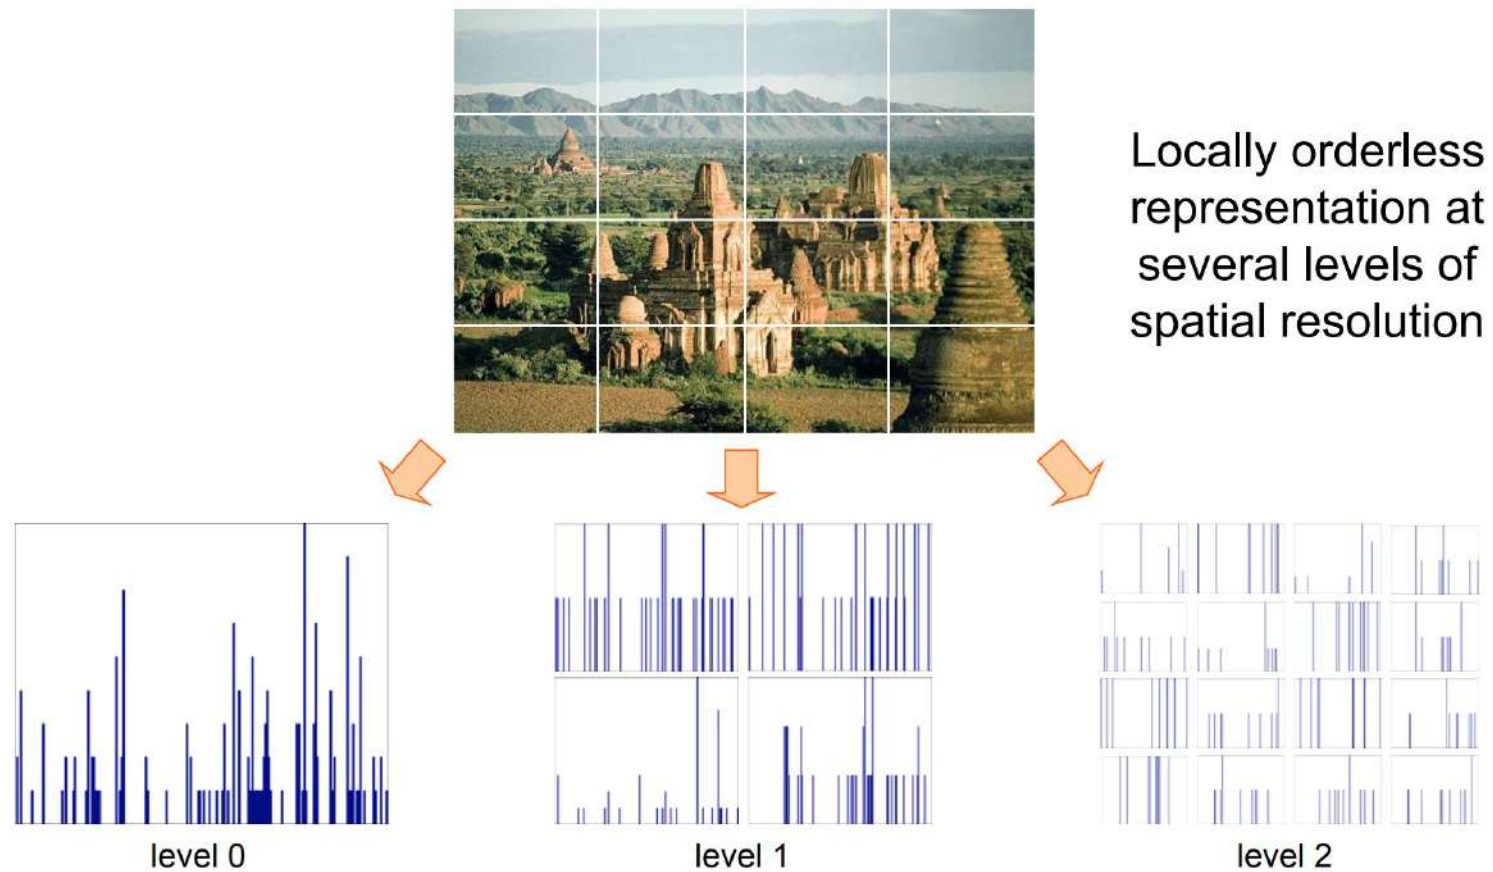 Locally orderless
representation at
several levels of
spatial resolution
level 0
level 1
level 2